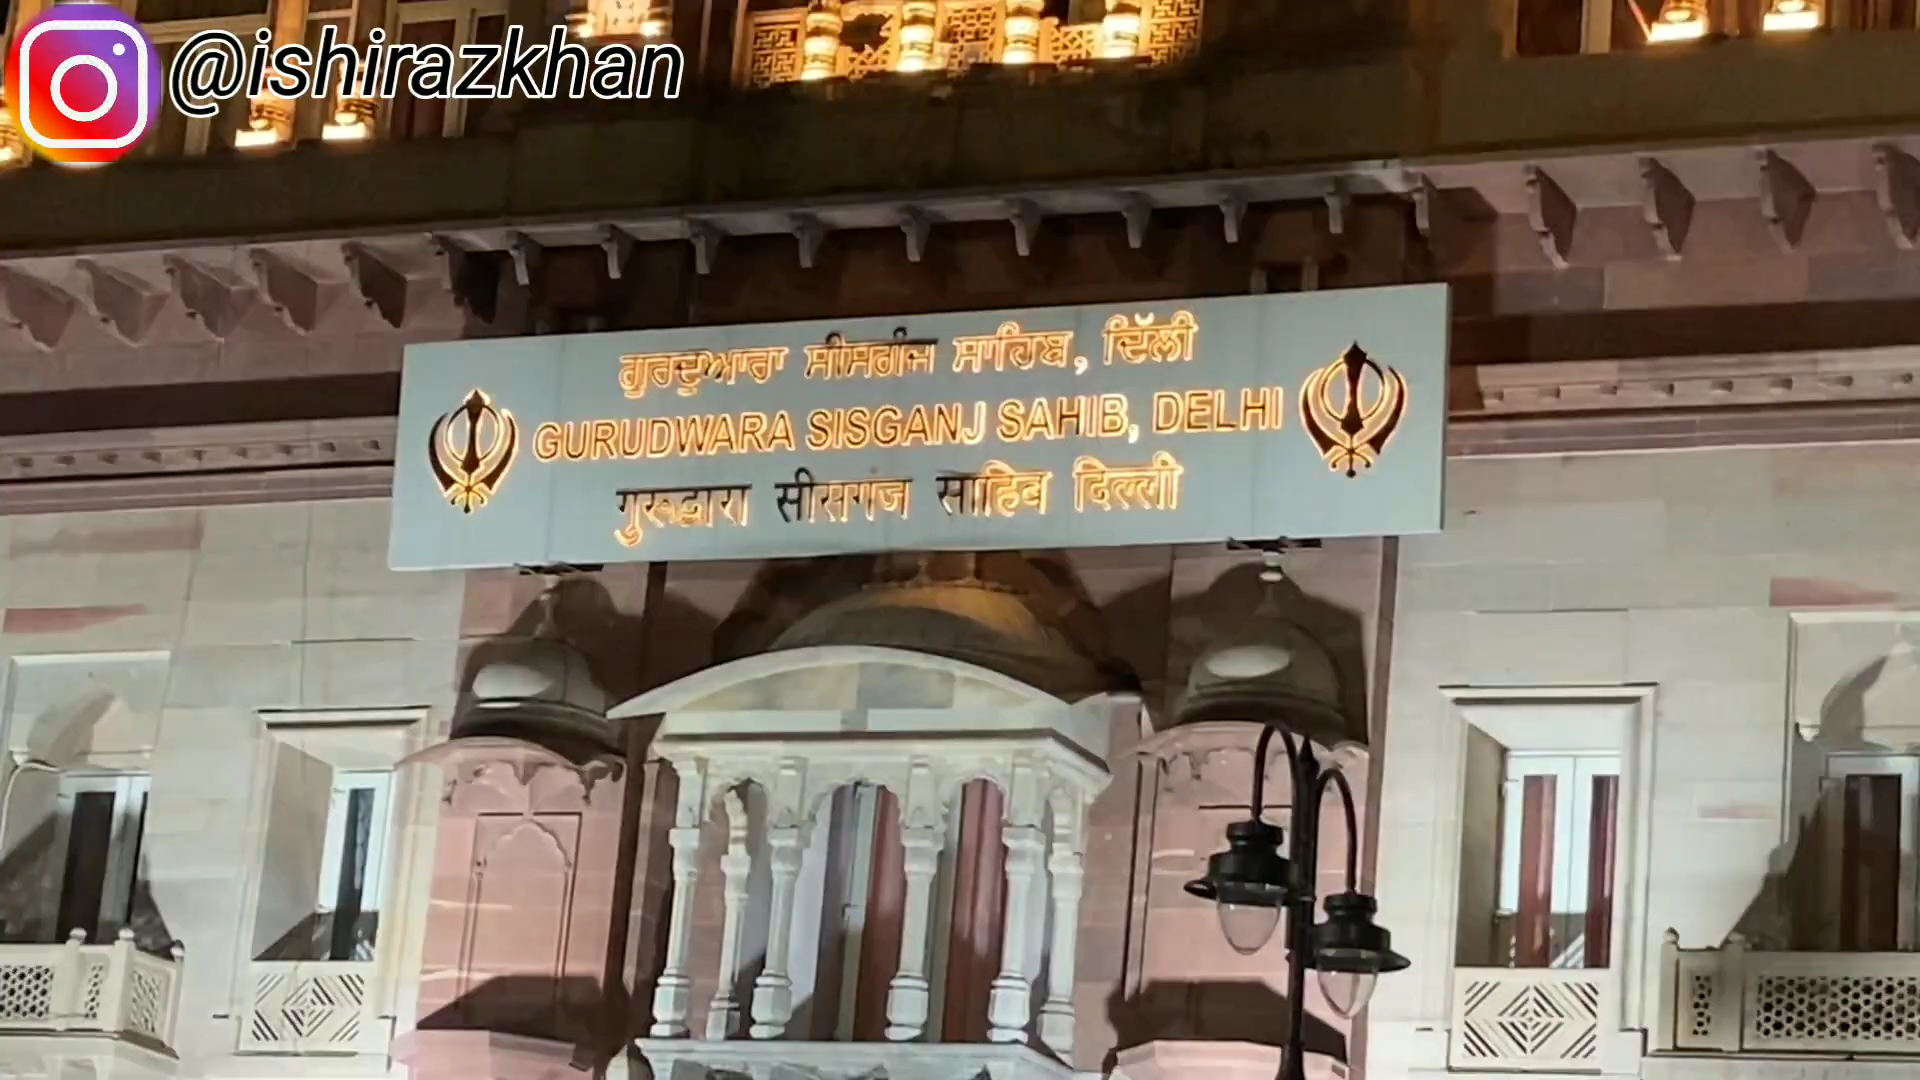 @ishirazkhan
ਗੁਰਦੁਆਰਾ ਸੀਸਗੰਜ ਸਾਹਿਬ, ਦਿੱਲੀ
GURUDWARA SISGANJ SAHIB, DELHI
गुरूद्वारा सीसगंज साहिब दिल्ली